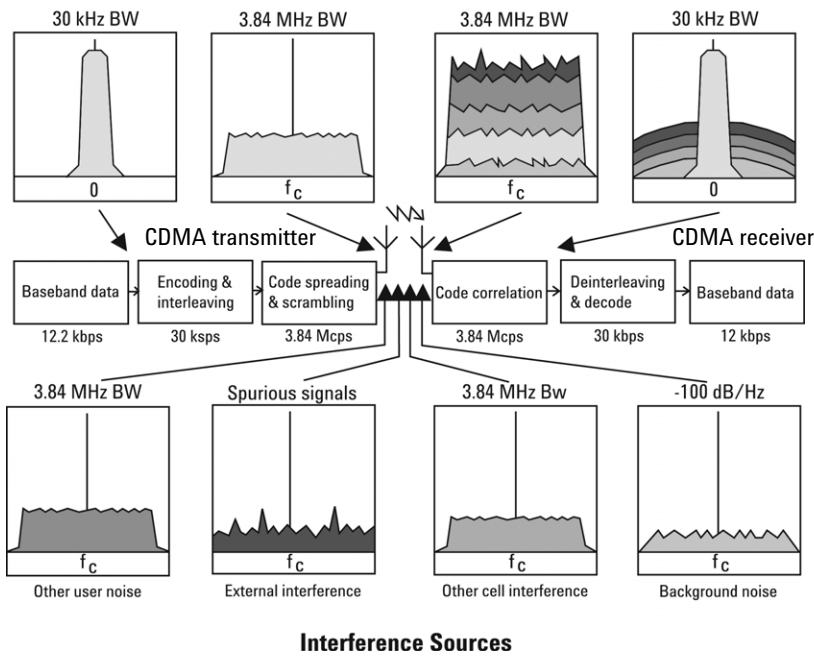 30 kHz BW
3.84 MHz BW
3.84 MHz BW
30 kHz BW
0
fc
fc
0
CDMA transmitter
CDMA receiver
Baseband data
Encoding &
interleaving
Code spreading
& scrambling
Code correlation
Deinterleaving
& decode
Baseband data
12.2 kbps
30 ksps
3.84 Mcps
3.84 Mcps
30 kbps
12 kbps
3.84 MHz BW
Spurious signals
3.84 MHz Bw
-100 dB/Hz
fc
fc
fc
fc
Other user noise
External interference
Other cell interference
Background noise
Interference Sources